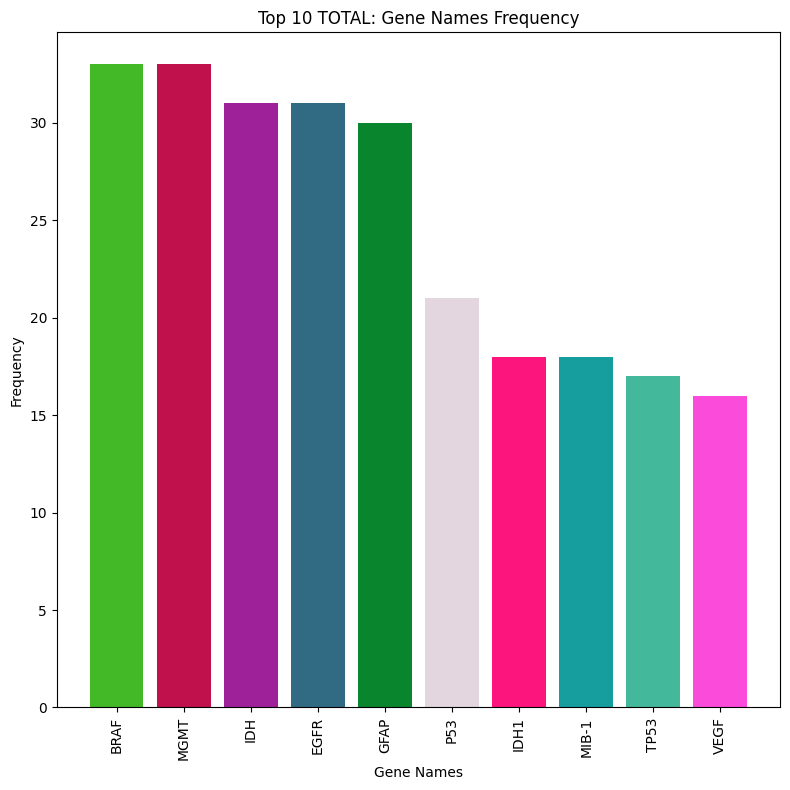 Top 10 TOTAL: Gene Names Frequency
Frequency
30
25
20
15
10
5
0
BRAF
MGMT
IDH
EGFR
GFAP
P53
IDH1
MIB-1
TP53
VEGF
Gene Names